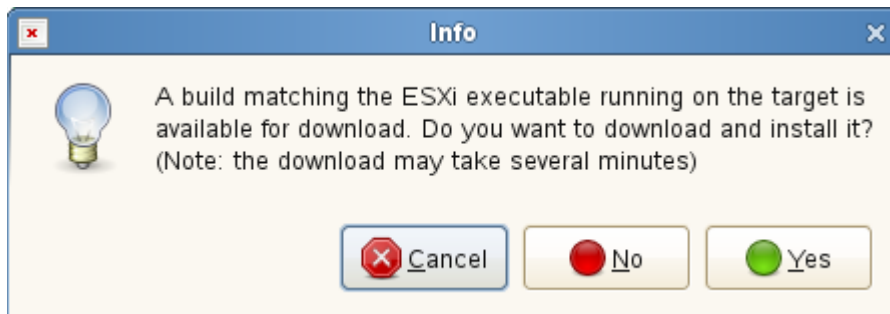 Info
A build matching the ESXi executable running on the target is
available for download. Do you want to download and install it?
(Note: the download may take several minutes)
Cancel No Yes